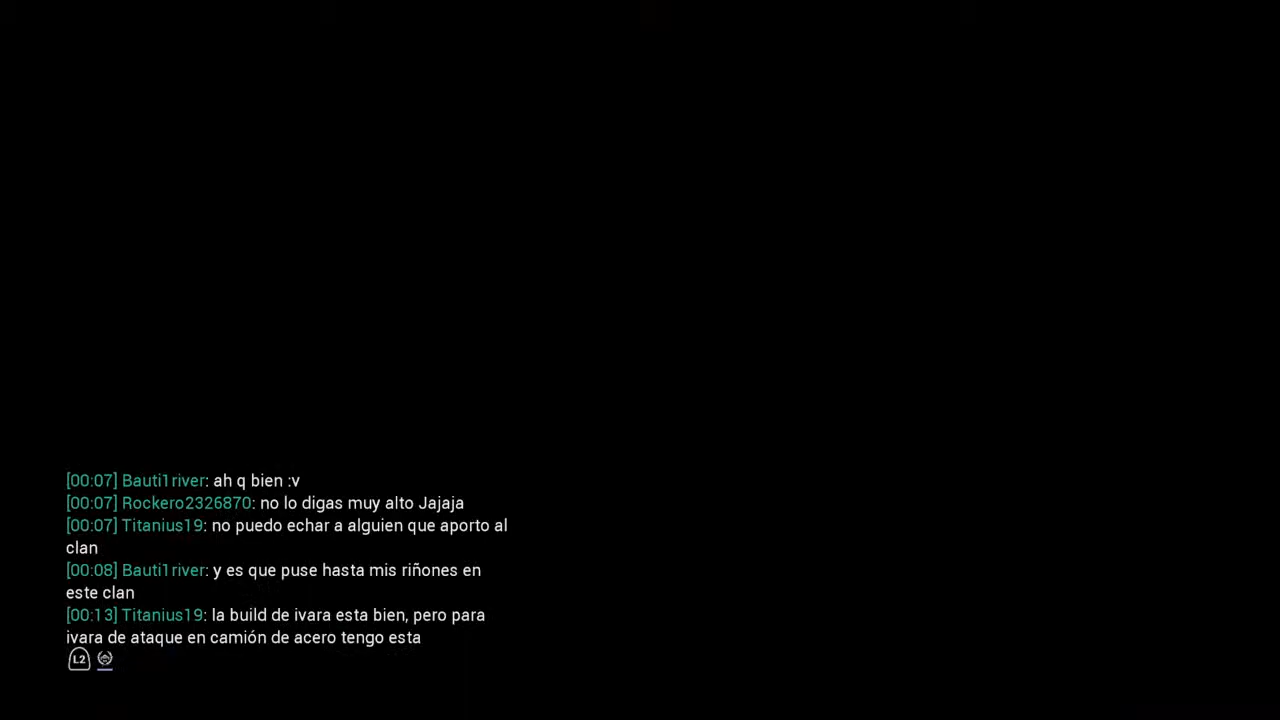 [00:07] Bauti1river: ah q bien :v
[00:07] Rockero2326870: no lo digas muy alto Jajaja
[00:07] Titanius19: no puedo echar a alguien que aporto al
clan
[00:08] Bauti1river: y es que puse hasta mis riñones en
este clan
[00:13] Titanius19: la build de ivara esta bien, pero para
ivara de ataque en camión de acero tengo esta
L2